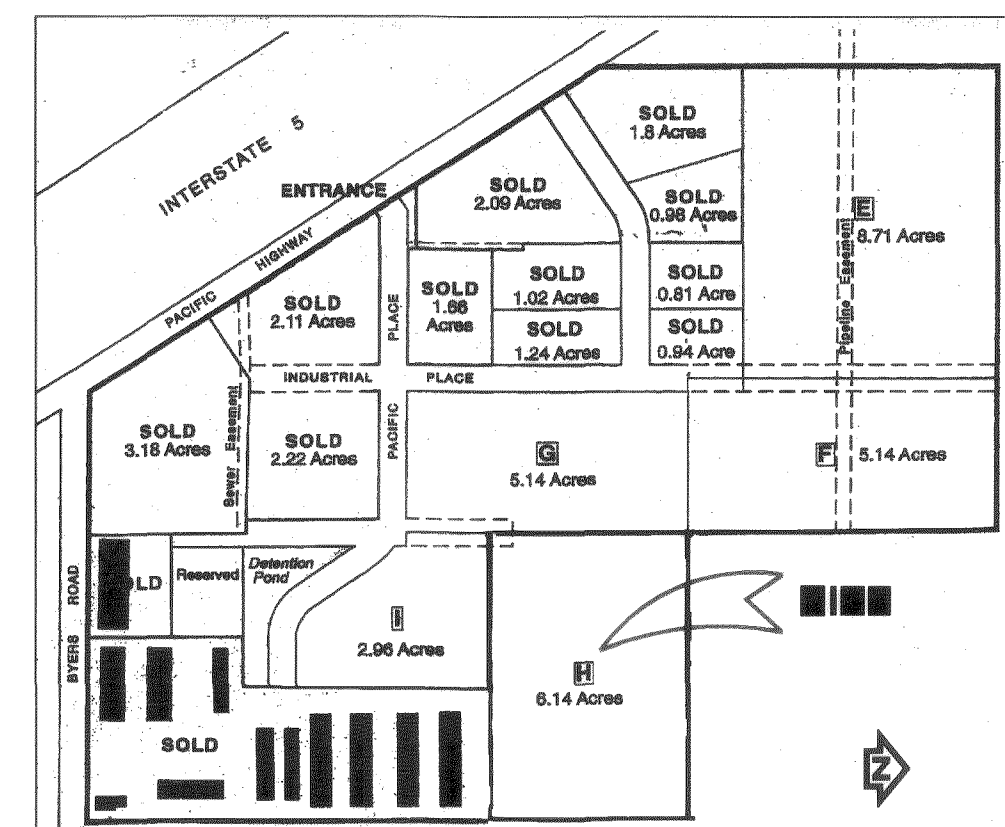 INTERSTATE 5
ENTRANCE
PACIFIC HIGHWAY
SOLD
1.8 Acres
SOLD
2.09 Acres
SOLD
0.98 Acres
E
8.71 Acres
Pipeline Easement
SOLD
2.11 Acres
PLACE
SOLD
1.66
Acres
SOLD
1.02 Acres
SOLD
0.81 Acre
SOLD
1.24 Acres
SOLD
0.94 Acre
INDUSTRIAL PLACE
SOLD
3.18 Acres
Sewer Easement
SOLD
2.22 Acres
PACIFIC
G
5.14 Acres
F
5.14 Acres
BYERS ROAD
OLD
Reserved
Detention
Pond
I
2.96 Acres
H
6.14 Acres
SOLD
Z